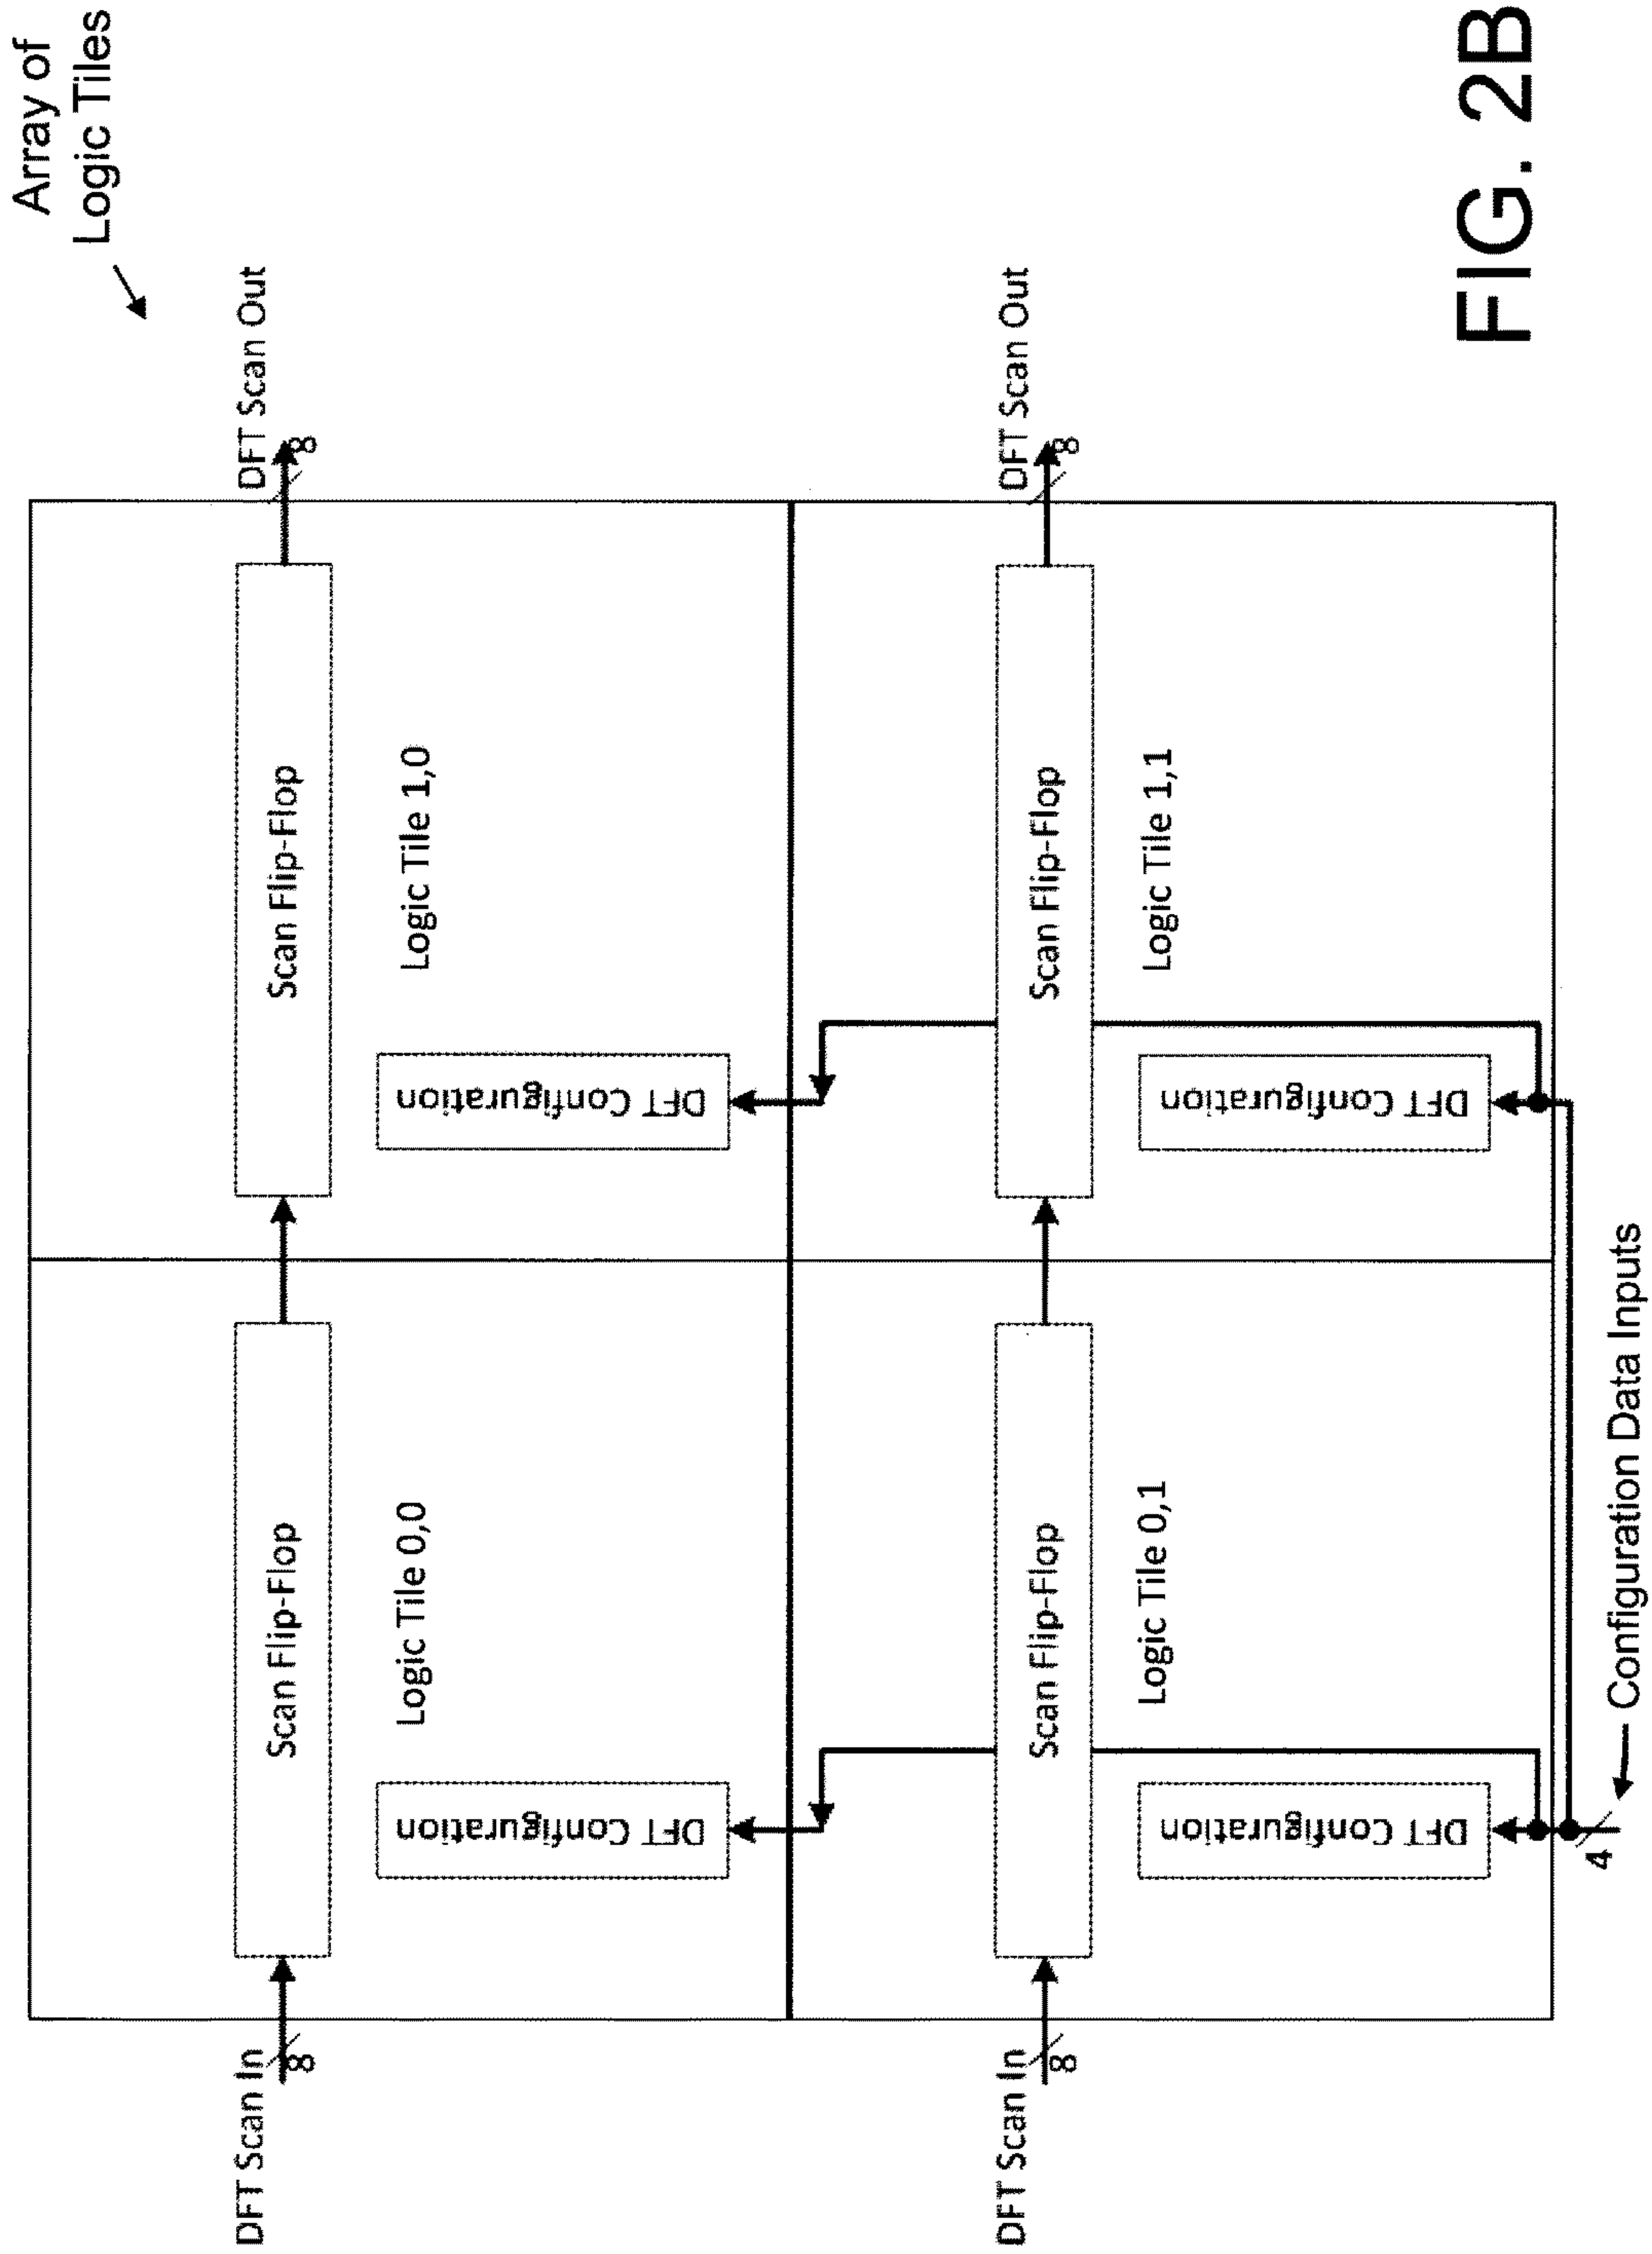 Array of
Logic Tiles
DFT Scan In
8
Scan Flip-Flop
Scan Flip-Flop
DFT Scan Out
8
Logic Tile 0,0
Logic Tile 1,0
DFT Configuration
DFT Configuration
DFT Scan In
8
Scan Flip-Flop
Scan Flip-Flop
DFT Scan Out
8
Logic Tile 0,1
Logic Tile 1,1
DFT Configuration
DFT Configuration
4
Configuration Data Inputs
FIG. 2B